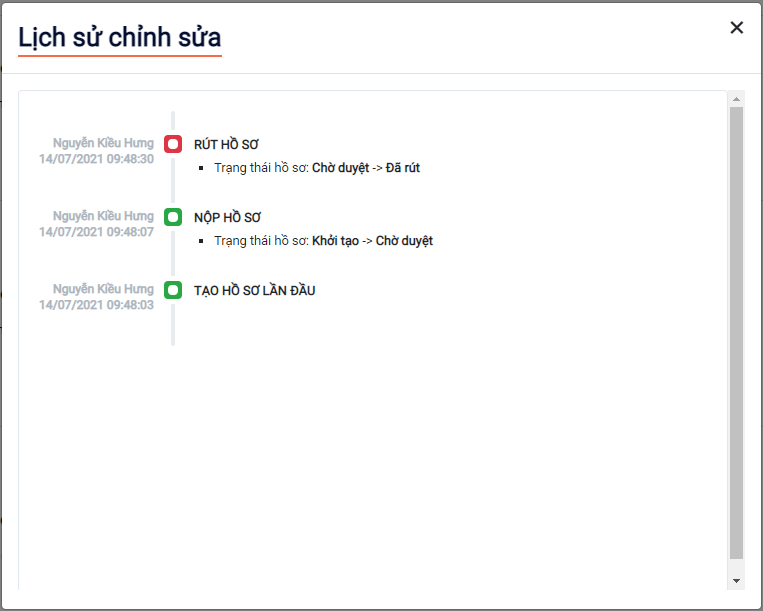 Lịch sử chỉnh sửa
Nguyễn Kiều Hưng
14/07/2021 09:48:30
RÚT HỒ SƠ
Trạng thái hồ sơ: Chờ duyệt -> Đã rút
Nguyễn Kiều Hưng
14/07/2021 09:48:07
NỘP HỒ SƠ
Trạng thái hồ sơ: Khởi tạo -> Chờ duyệt
Nguyễn Kiều Hưng
14/07/2021 09:48:03
TẠO HỒ SƠ LẦN ĐẦU